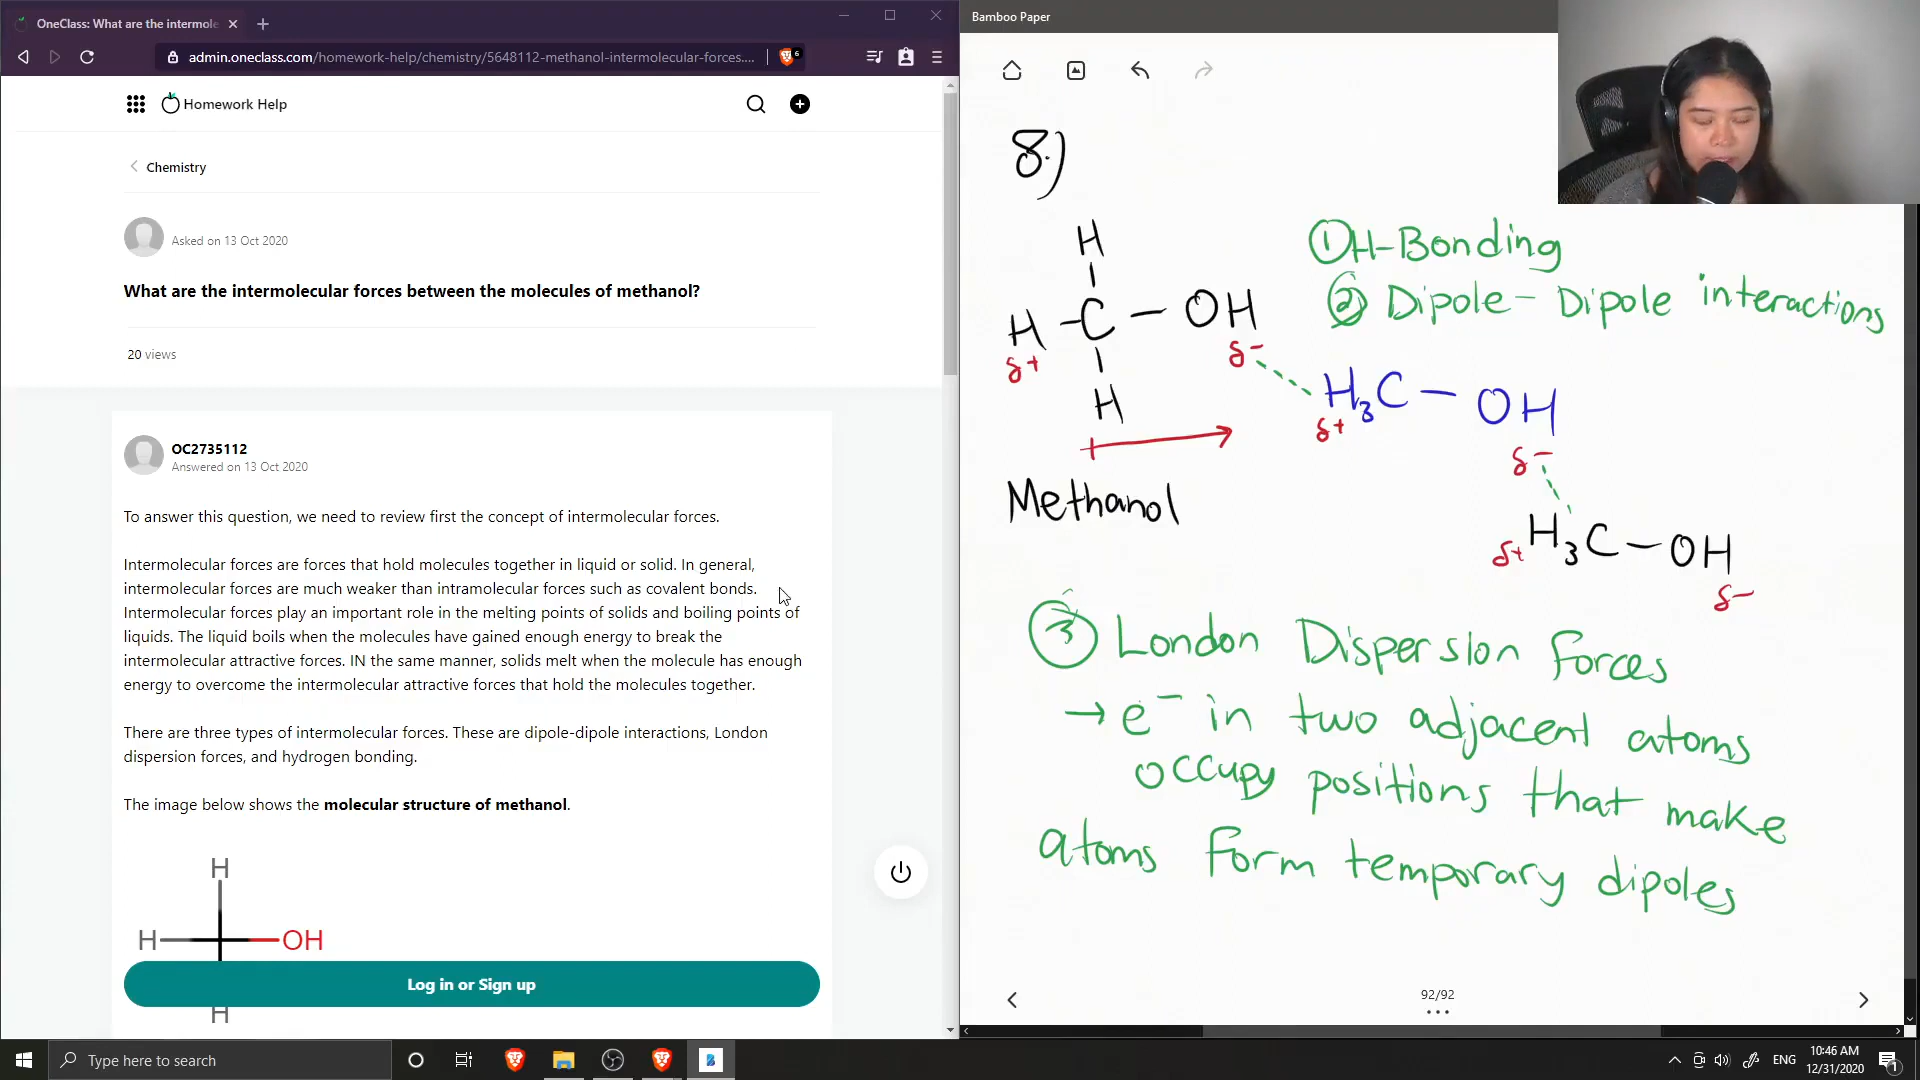 OneClass: What are the intermole
admin.oneclass.com/homework-help/chemistry/5648112-methanol-intermolecular-forces....
6
Homework Help
Chemistry
Asked on 13 Oct 2020
What are the intermolecular forces between the molecules of methanol?
20 views
OC2735112
Answered on 13 Oct 2020
To answer this question, we need to review first the concept of intermolecular forces.
Intermolecular forces are forces that hold molecules together in liquid or solid. In general,
intermolecular forces are much weaker than intramolecular forces such as covalent bonds.
Intermolecular forces play an important role in the melting points of solids and boiling points of
liquids. The liquid boils when the molecules have gained enough energy to break the
intermolecular attractive forces. IN the same manner, solids melt when the molecule has enough
energy to overcome the intermolecular attractive forces that hold the molecules together.
There are three types of intermolecular forces. These are dipole-dipole interactions, London
dispersion forces, and hydrogen bonding.
The image below shows the molecular structure of methanol.
H
H OH
Log in or Sign up
H
Bamboo Paper
8.)
H
H - C - OH
δ+ δ-
H
Methanol
① H-Bonding
② Dipole - Dipole interactions
H₃C - OH
δ+ δ-
H₃C - OH
δ+ δ-
③ London Dispersion forces
→ e⁻ in two adjacent atoms
occupy positions that make
atoms form temporary dipoles
92/92
Type here to search
ENG
10:46 AM
12/31/2020
1